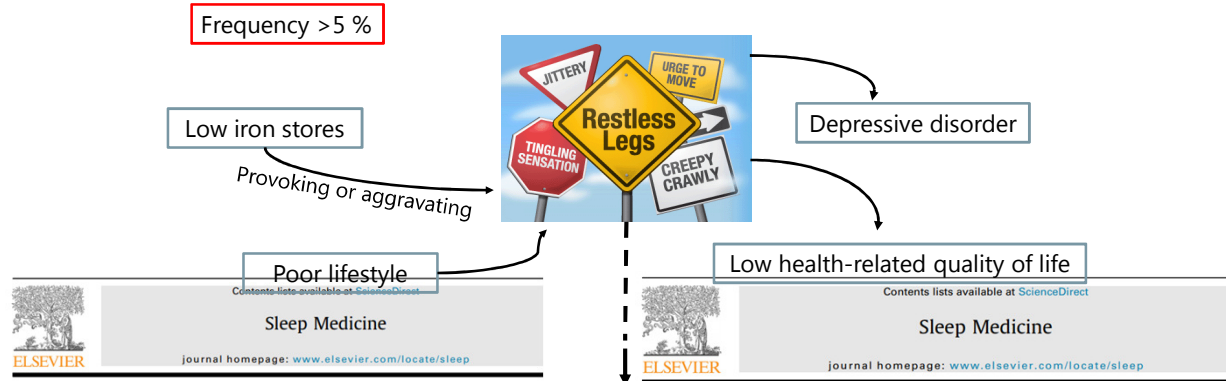 Frequency >5 %
JITTERY
URGE TO
MOVE
Restless
Legs
TINGLING
SENSATION
CREEPY
CRAWLY
Low iron stores
Provoking or aggravating
Depressive disorder
Poor lifestyle
Low health-related quality of life
Contents lists available at ScienceDirect
Sleep Medicine
journal homepage: www.elsevier.com/locate/sleep
ELSEVIER
Contents lists available at ScienceDirect
Sleep Medicine
journal homepage: www.elsevier.com/locate/sleep
ELSEVIER